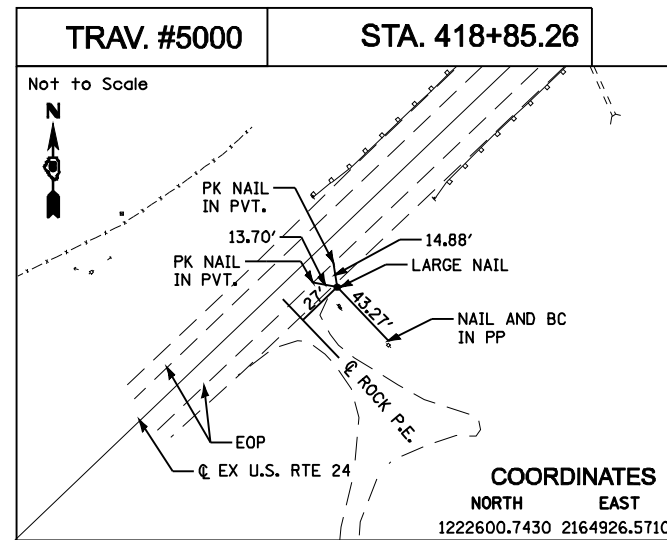 TRAV. #5000
STA. 418+85.26
Not to Scale
N
PK NAIL
IN PVT.
13.70'
14.88'
PK NAIL
IN PVT.
LARGE NAIL
27'
43.27'
NAIL AND BC
IN PP
℄ ROCK P.E.
EOP
℄ EX U.S. RTE 24
COORDINATES
NORTH EAST
1222600.7430 2164926.5710